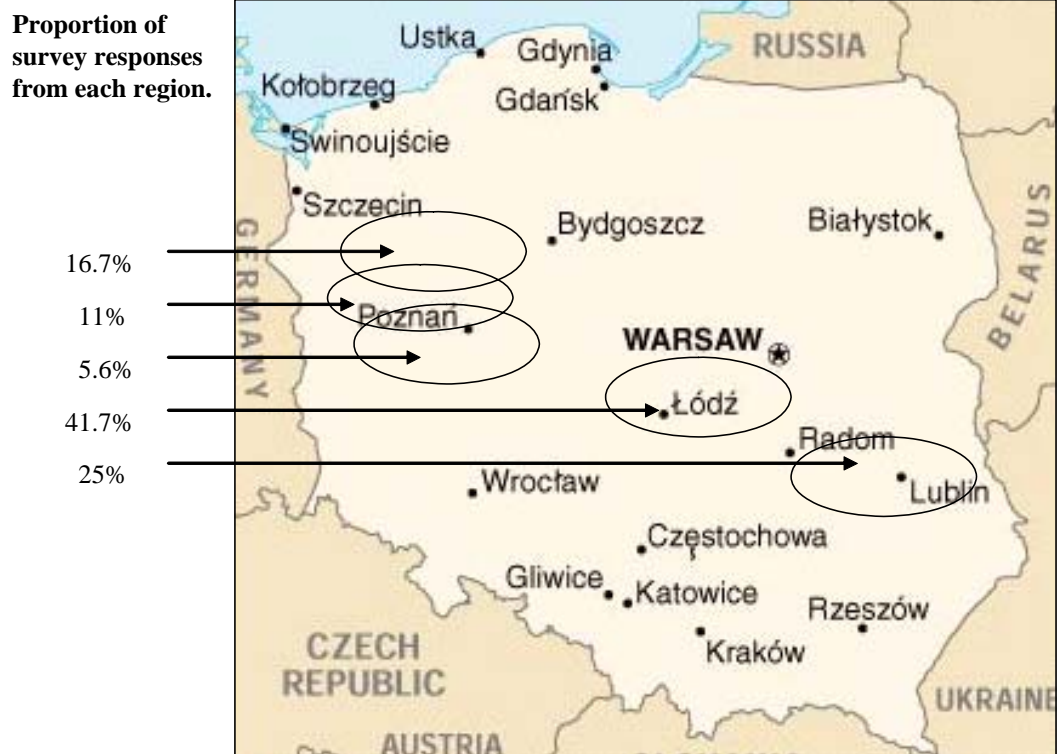 Proportion of
survey responses
from each region.
Ustka
Gdynia
RUSSIA
Kołobrzeg
Gdańsk
Swinoujście
Szczecin
Bydgoszcz
Białystok
GERMANY
BELARUS
16.7%
11%
Poznań
5.6%
WARSAW
41.7%
Łódź
Radom
25%
Wrocław
Lublin
Częstochowa
Gliwice
Katowice
Rzeszów
Kraków
CZECH
REPUBLIC
UKRAINE
AUSTRIA